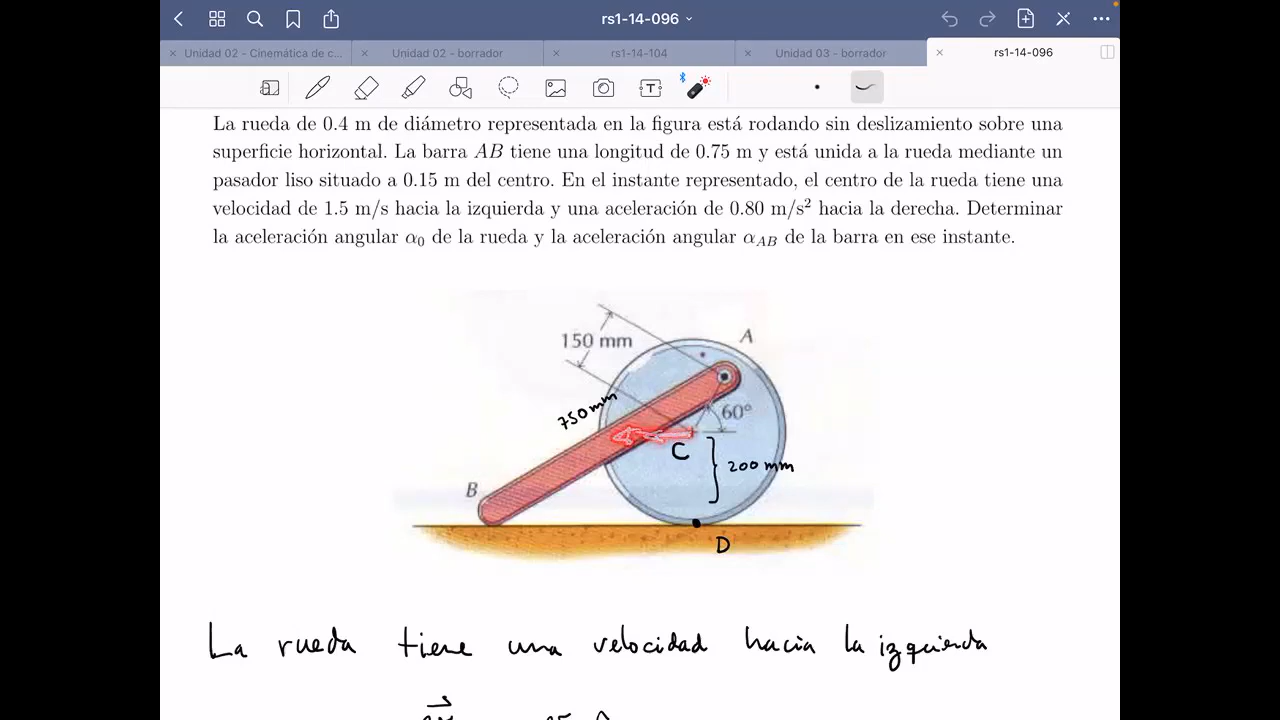 rs1-14-096
Unidad 02 - Cinemática de c...
Unidad 02 - borrador
rs1-14-104
Unidad 03 - borrador
rs1-14-096
La rueda de 0.4 m de diámetro representada en la figura está rodando sin deslizamiento sobre una
superficie horizontal. La barra AB tiene una longitud de 0.75 m y está unida a la rueda mediante un
pasador liso situado a 0.15 m del centro. En el instante representado, el centro de la rueda tiene una
velocidad de 1.5 m/s hacia la izquierda y una aceleración de 0.80 m/s² hacia la derecha. Determinar
la aceleración angular α₀ de la rueda y la aceleración angular α_AB de la barra en ese instante.
A
150 mm
750 mm
60°
C
200 mm
B
D
La rueda tiene una velocidad hacia la izquierda